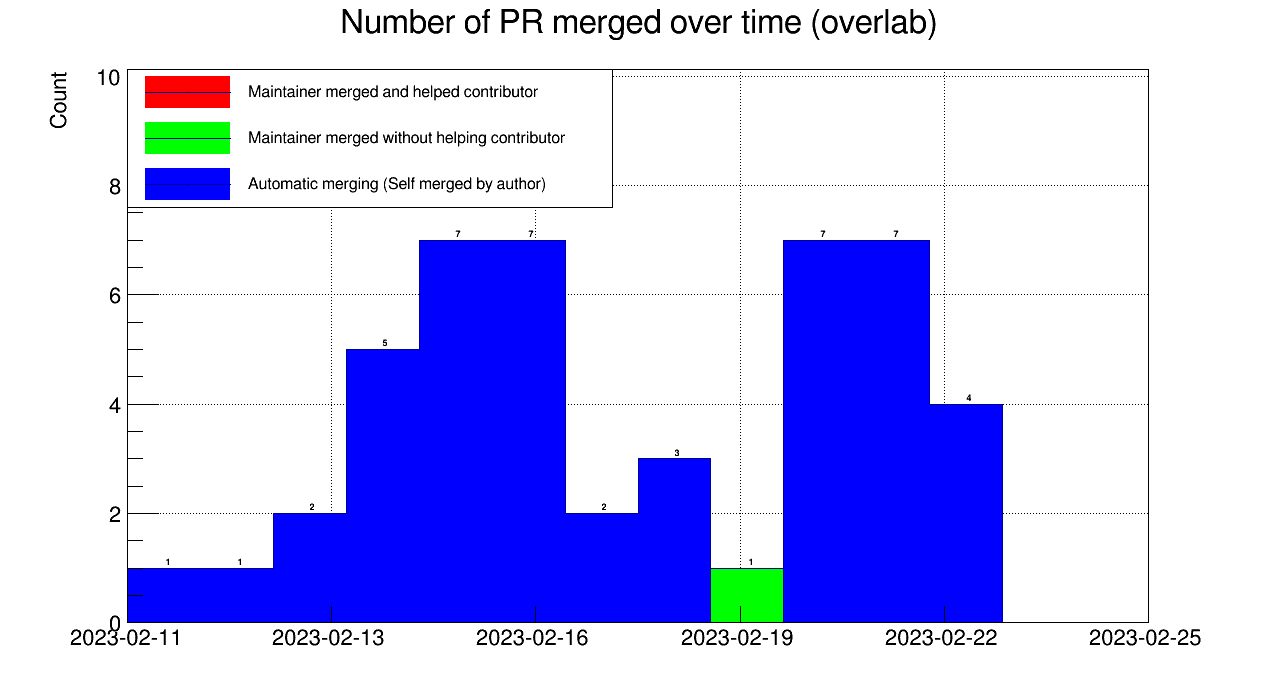 Number of PR merged over time (overlab)
Count
Maintainer merged and helped contributor
Maintainer merged without helping contributor
Automatic merging (Self merged by author)
10
8
6
4
2
0
1 1 2 5 7 7 2 3 1 7 7 4
2023-02-11 2023-02-13 2023-02-16 2023-02-19 2023-02-22 2023-02-25